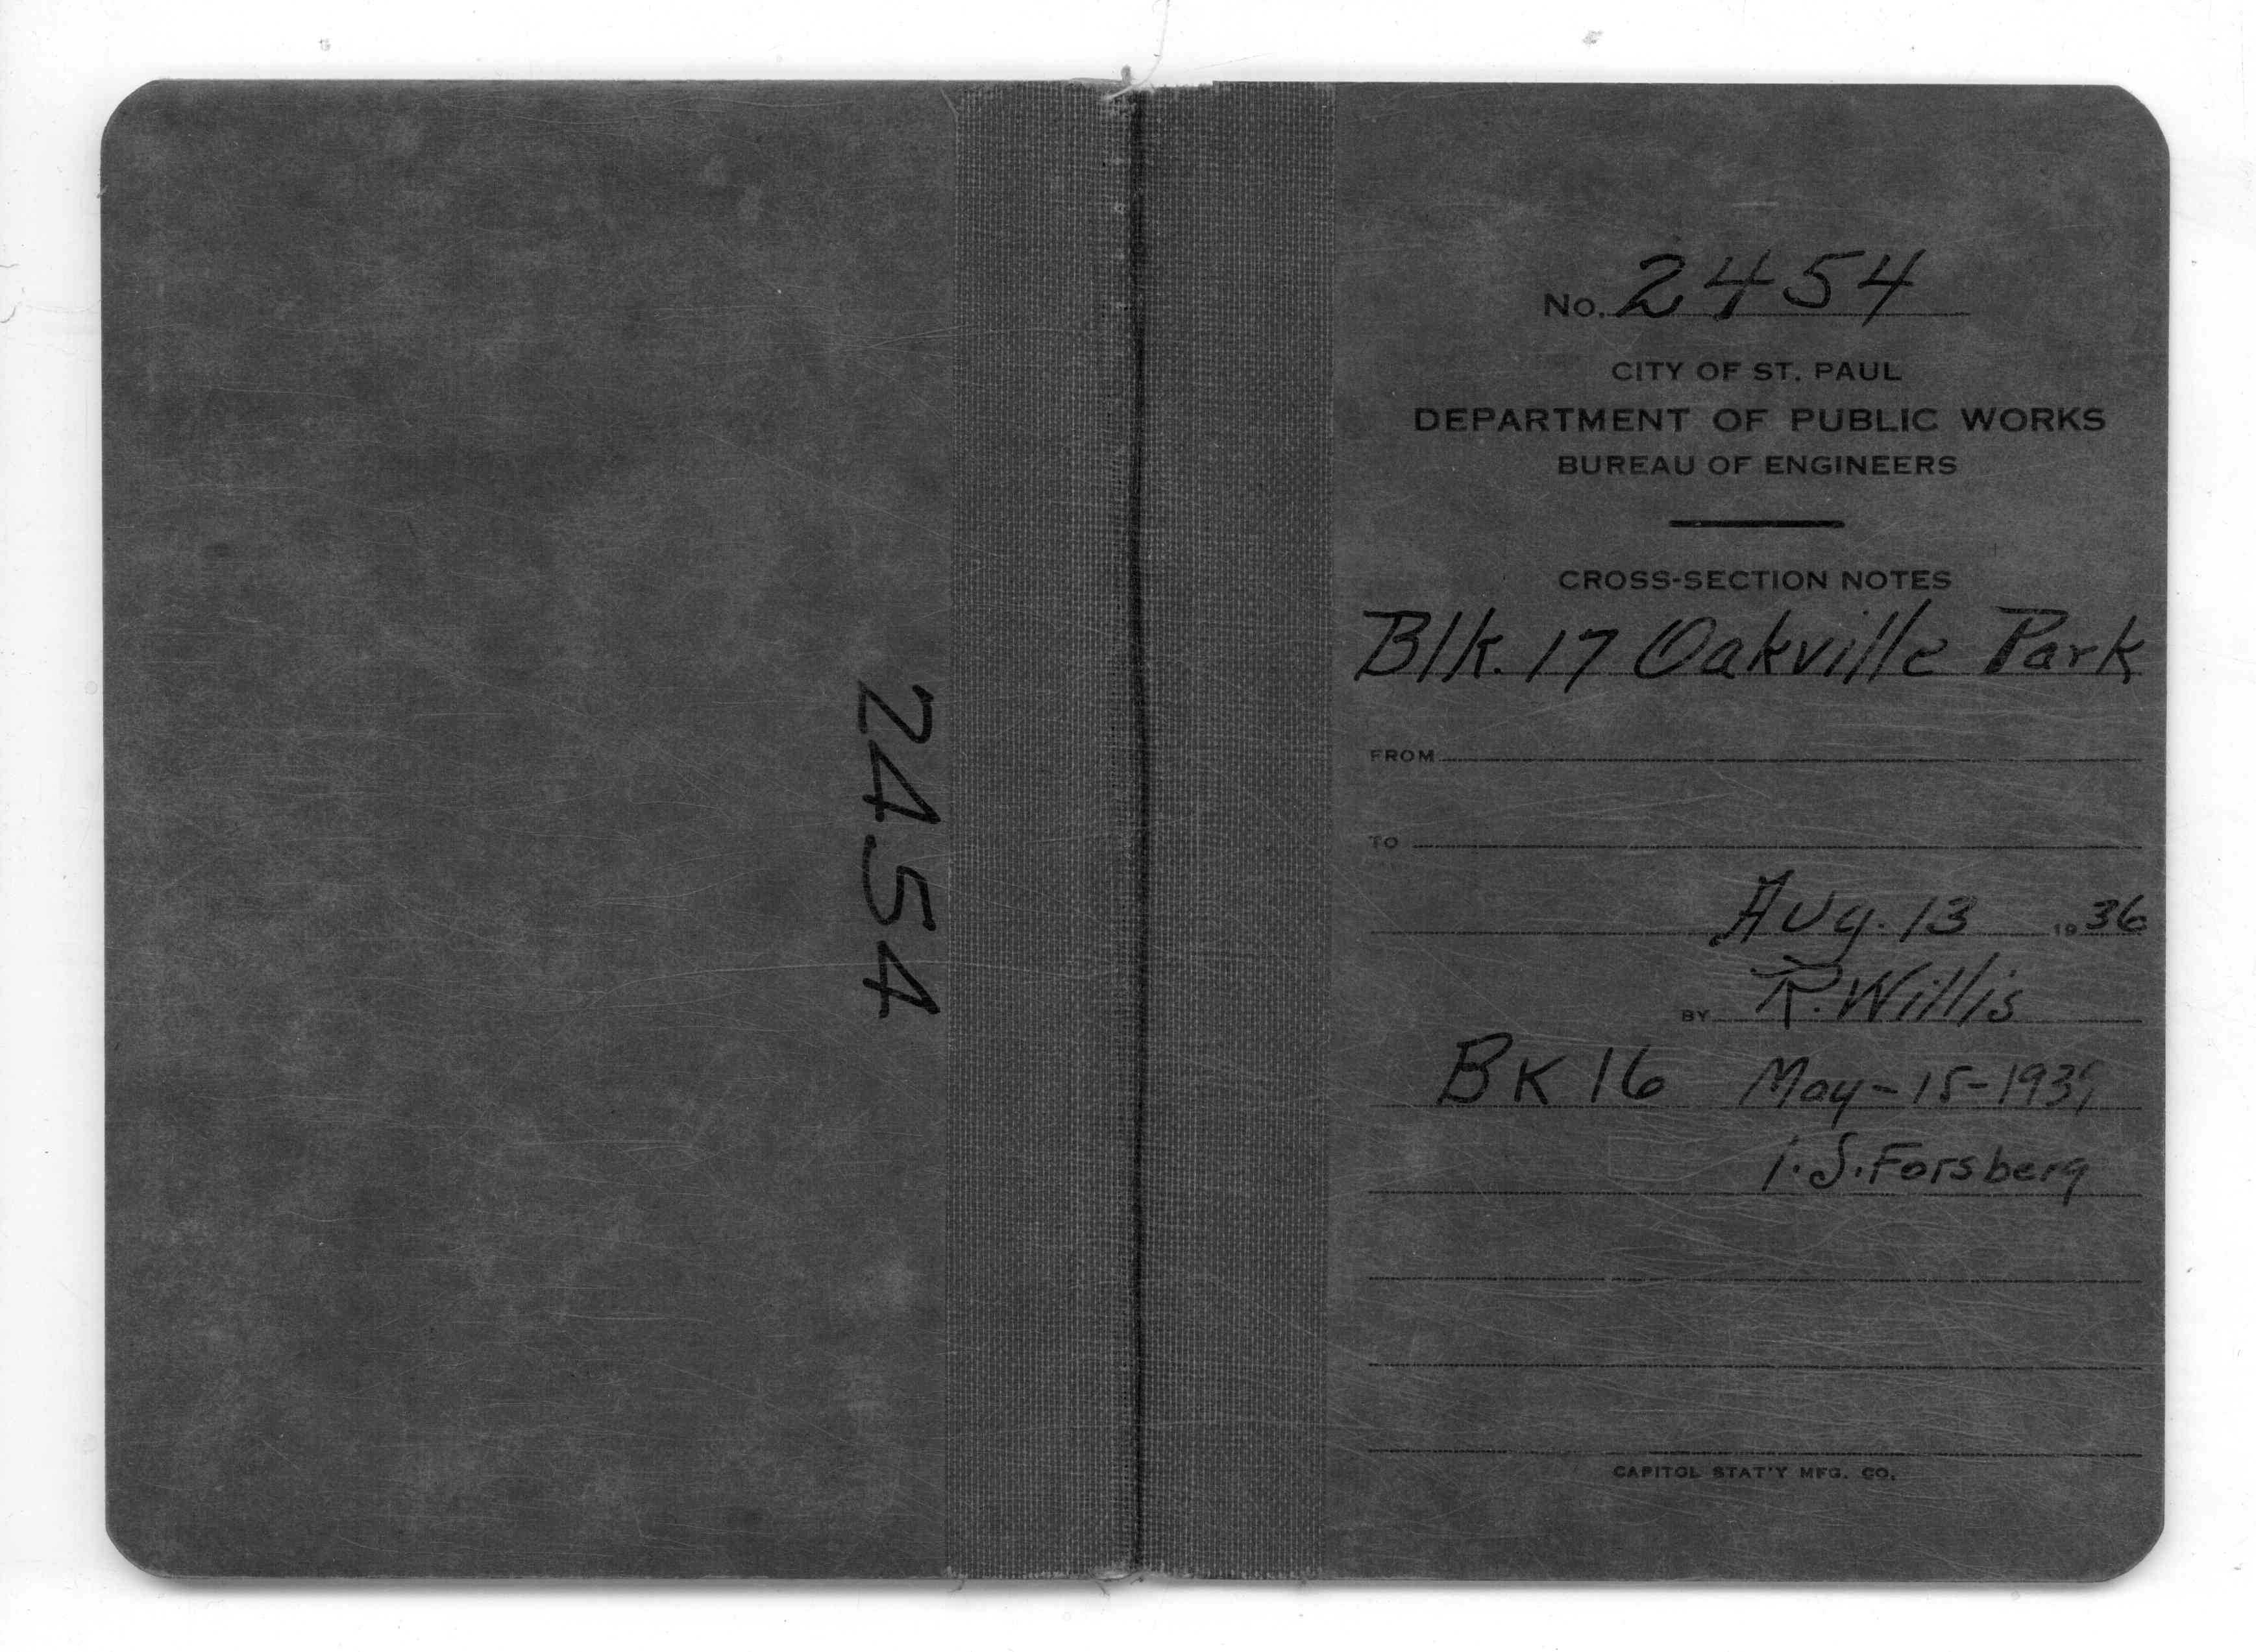 2454
No. 2454
CITY OF ST. PAUL
DEPARTMENT OF PUBLIC WORKS
BUREAU OF ENGINEERS
CROSS-SECTION NOTES
Blk. 17 Oakville Park
FROM
TO
Aug. 13 1936
BY R. Willis
BK 16 May-15-1939
I. S. Forsberg
CAPITOL STAT'Y MFG. CO.